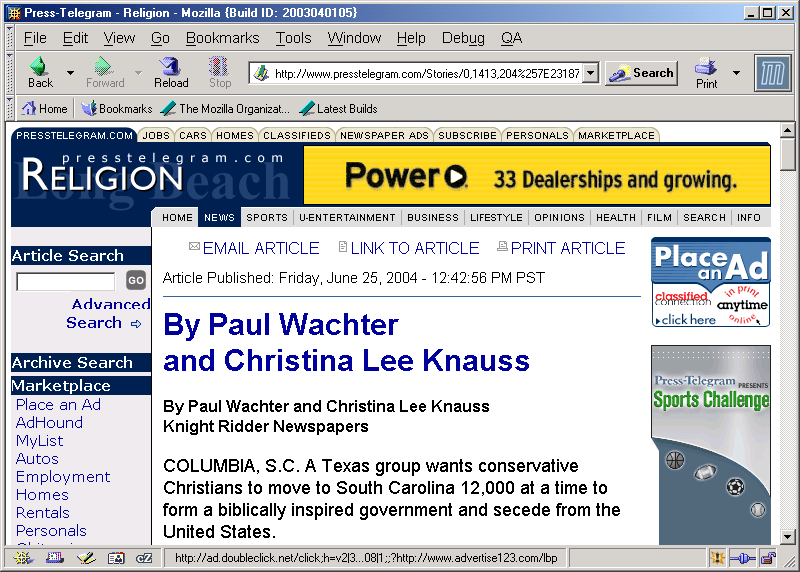 Press-Telegram - Religion - Mozilla {Build ID: 2003040105}
File Edit View Go Bookmarks Tools Window Help Debug QA
Back Forward Reload Stop http://www.presstelegram.com/Stories/0,1413,204%257E23187 Search Print
Home Bookmarks The Mozilla Organizat... Latest Builds
PRESSTELEGRAM.COM JOBS CARS HOMES CLASSIFIEDS NEWSPAPER ADS SUBSCRIBE PERSONALS MARKETPLACE
presstelegram.com
Long Beach
RELIGION
Power 33 Dealerships and growing.
HOME NEWS SPORTS U-ENTERTAINMENT BUSINESS LIFESTYLE OPINIONS HEALTH FILM SEARCH INFO
Article Search
GO
Advanced
Search
Archive Search
Marketplace
Place an Ad
AdHound
MyList
Autos
Employment
Homes
Rentals
Personals
EMAIL ARTICLE LINK TO ARTICLE PRINT ARTICLE
Article Published: Friday, June 25, 2004 - 12:42:56 PM PST
By Paul Wachter
and Christina Lee Knauss
By Paul Wachter and Christina Lee Knauss
Knight Ridder Newspapers
COLUMBIA, S.C. A Texas group wants conservative
Christians to move to South Carolina 12,000 at a time to
form a biblically inspired government and secede from the
United States.
Place
an Ad
classified
connection
in print
anytime
online
click here
Press-Telegram PRESENTS
Sports Challenge
http://ad.doubleclick.net/click;h=v2|3...08|1;;?http://www.advertise123.com/lbp